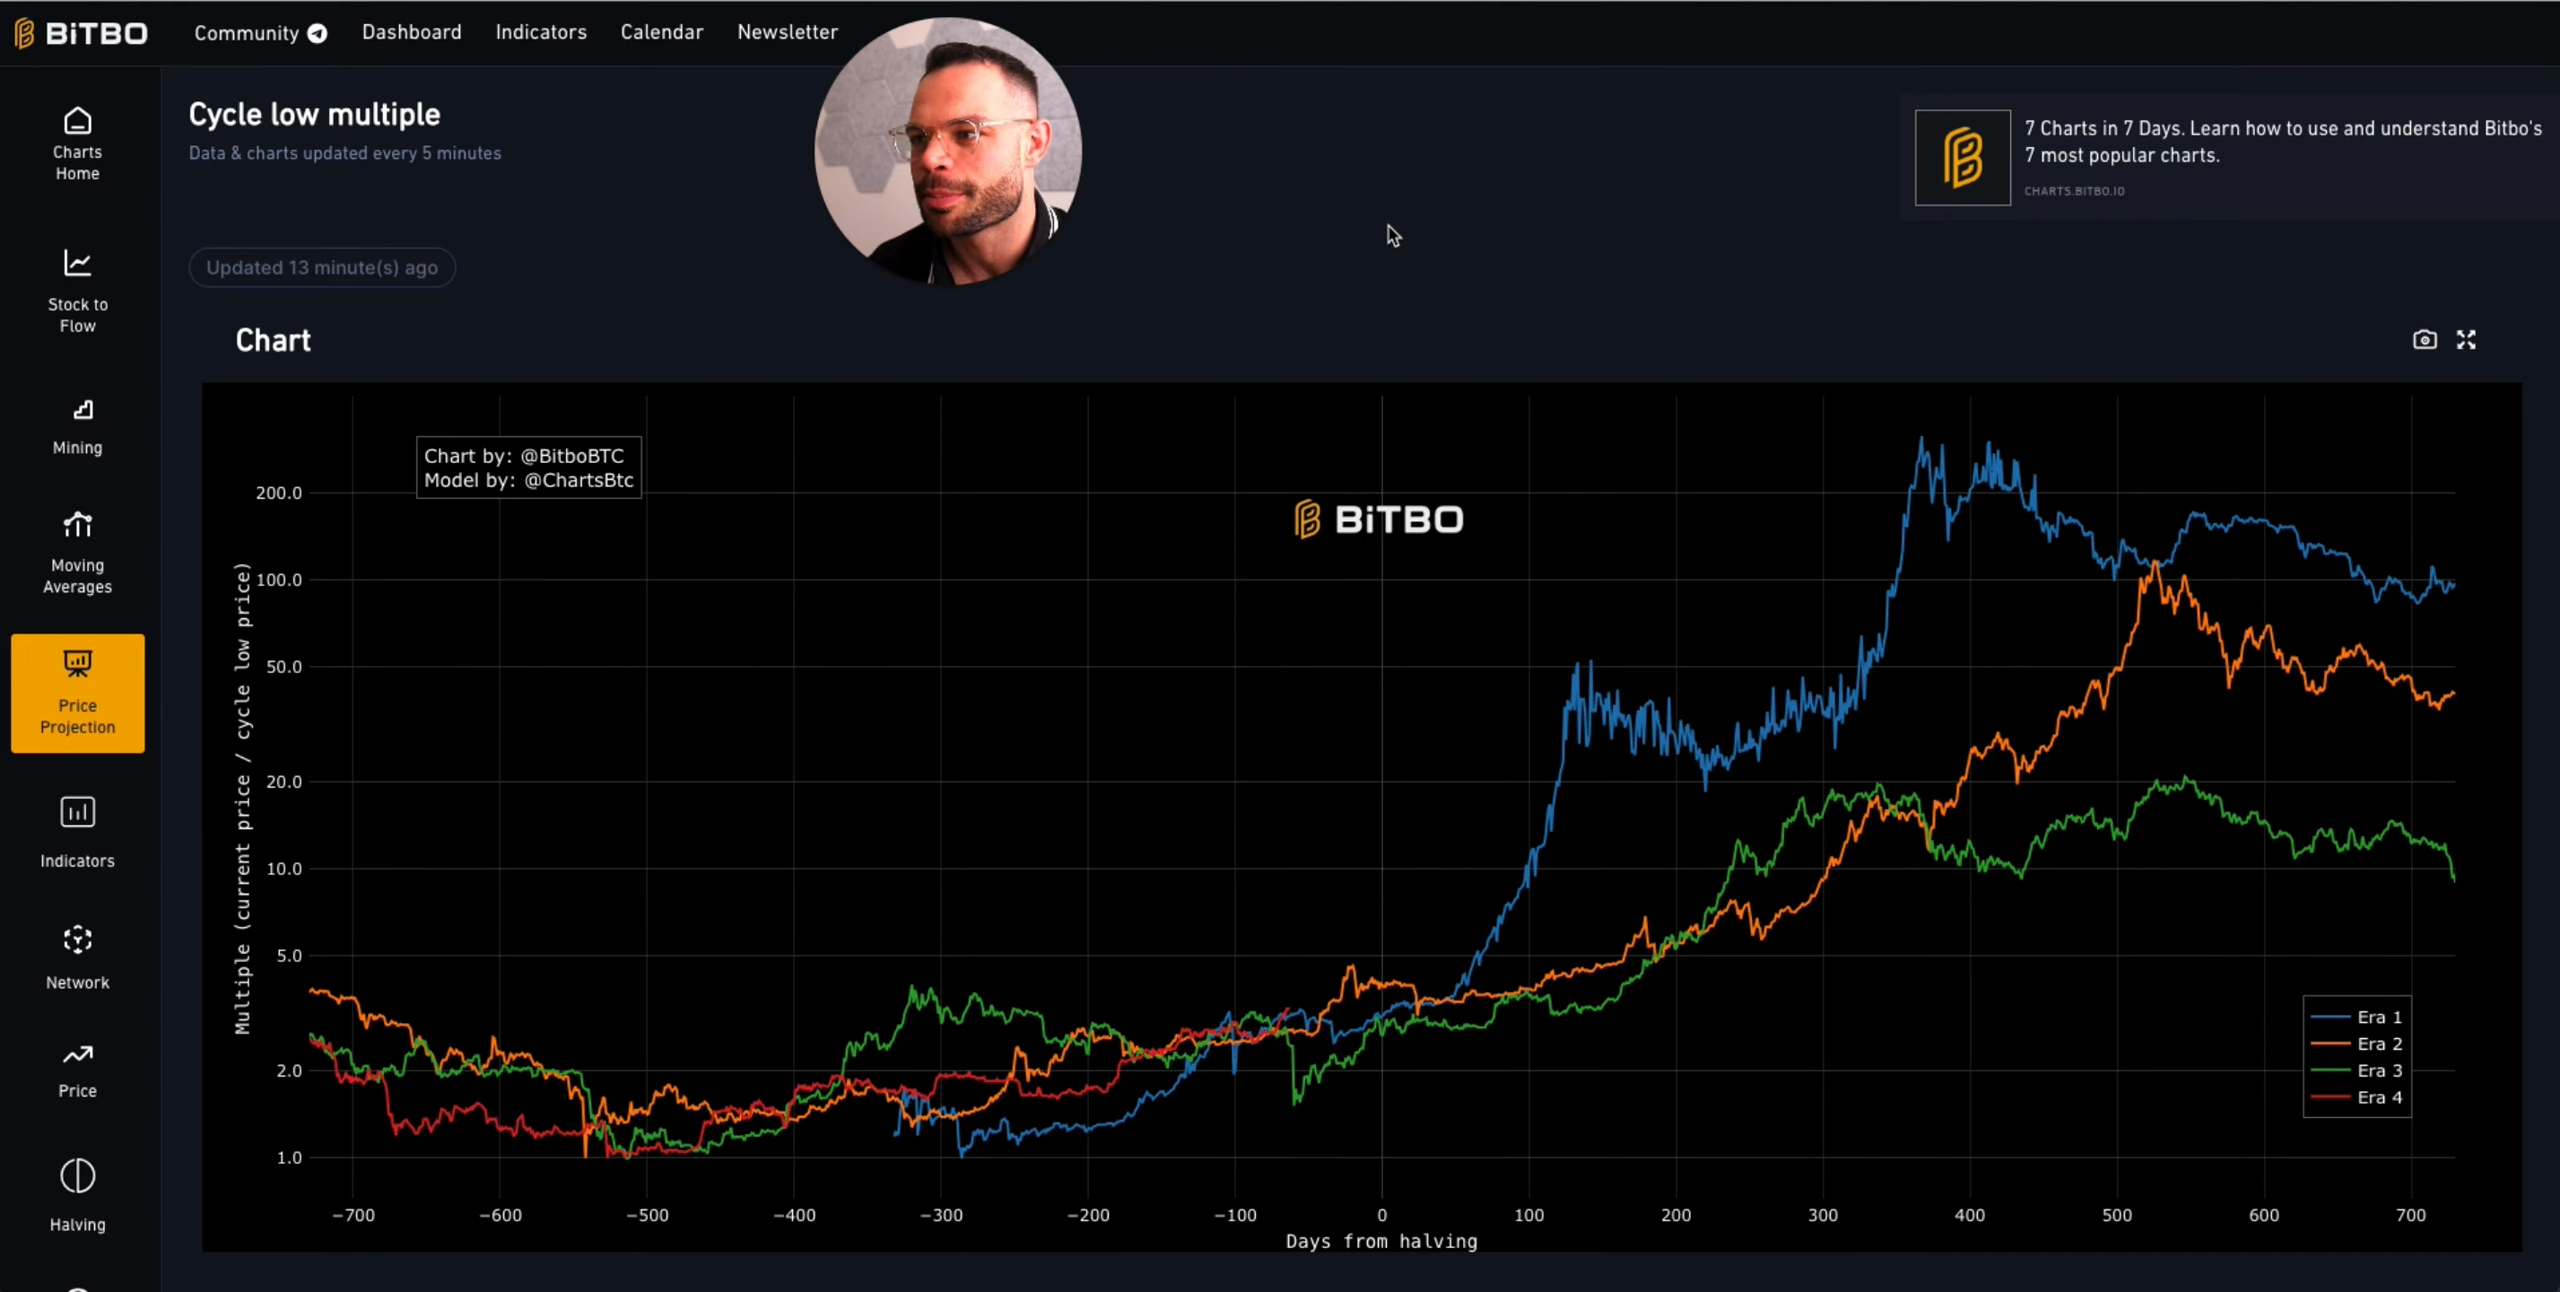 BiTBO
Community
Dashboard
Indicators
Calendar
Newsletter
Cycle low multiple
Data & charts updated every 5 minutes
7 Charts in 7 Days. Learn how to use and understand Bitbo's
7 most popular charts.
CHARTS.BITBO.IO
Updated 13 minute(s) ago
Charts
Home
Stock to
Flow
Mining
Moving
Averages
Price
Projection
Indicators
Network
Price
Halving
Chart
Chart by: @BitboBTC
Model by: @ChartsBtc
BiTBO
Multiple (current price / cycle low price)
200.0
100.0
50.0
20.0
10.0
5.0
2.0
1.0
Era 1
Era 2
Era 3
Era 4
−700
−600
−500
−400
−300
−200
−100
0
100
200
300
400
500
600
700
Days from halving